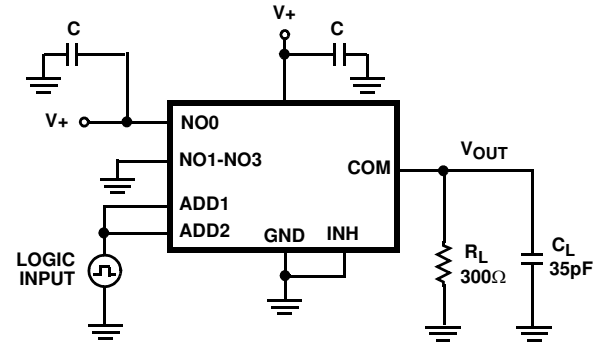 V+
C
C
V+
NO0
NO1-NO3
COM
VOUT
ADD1
ADD2
GND
INH
LOGIC
INPUT
RL
300Ω
CL
35pF